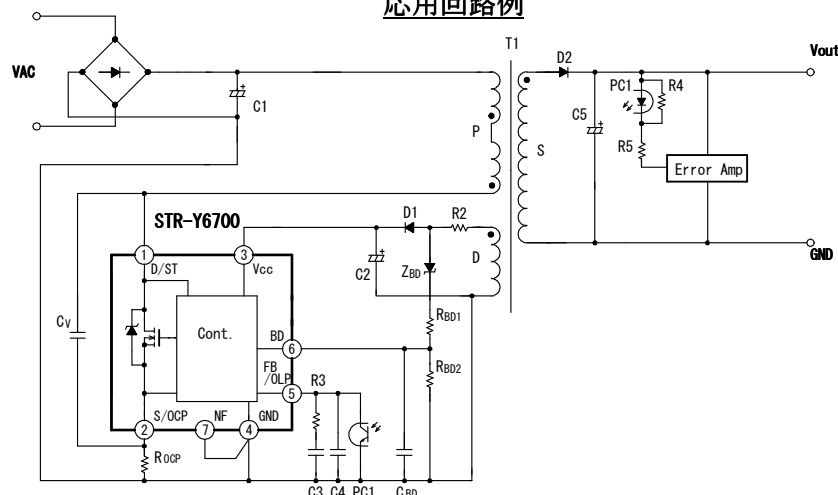 応用回路例
T1
VAC
C1
P
S
D2
C5
PC1
R4
R5
Error Amp
Vout
GND
STR-Y6700
D1
R2
C2
ZBD
D
RBD1
RBD2
1
D/ST
3
Vcc
CV
Cont.
BD
6
FB
/OLP
5
R3
S/OCP
NF
GND
2
7
4
ROCP
C3
C4
PC1
CBD